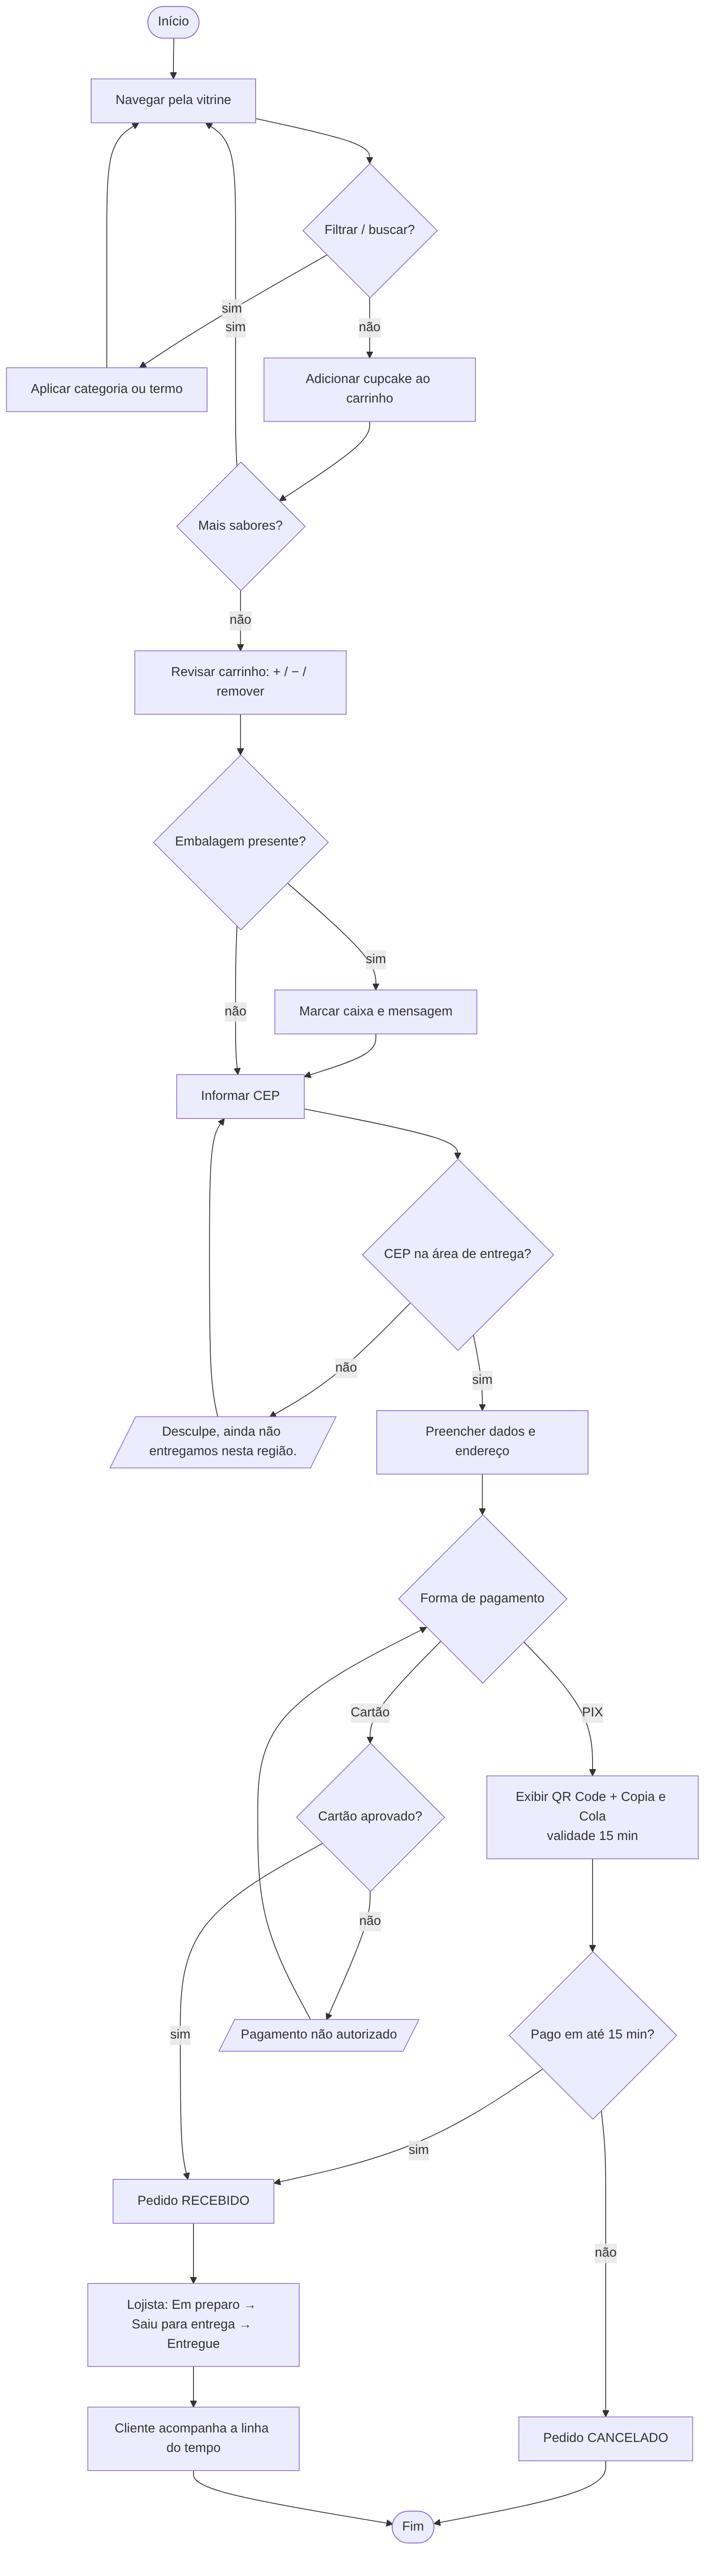 Início
Navegar pela vitrine
Filtrar / buscar?
sim
sim
não
Aplicar categoria ou termo
Adicionar cupcake ao
carrinho
Mais sabores?
não
Revisar carrinho: + / − /
remover
Embalagem presente?
sim
não
Marcar caixa e mensagem
Informar CEP
CEP na área de entrega?
não
sim
Desculpe, ainda não
entregamos nesta região.
Preencher dados e
endereço
Forma de pagamento
Cartão
PIX
Exibir QR Code + Copia e
Cola
validade 15 min
Cartão aprovado?
não
sim
Pagamento não autorizado
Pago em até 15 min?
sim
não
Pedido RECEBIDO
Lojista: Em preparo →
Saiu para entrega →
Entregue
Cliente acompanha a linha
do tempo
Pedido CANCELADO
Fim